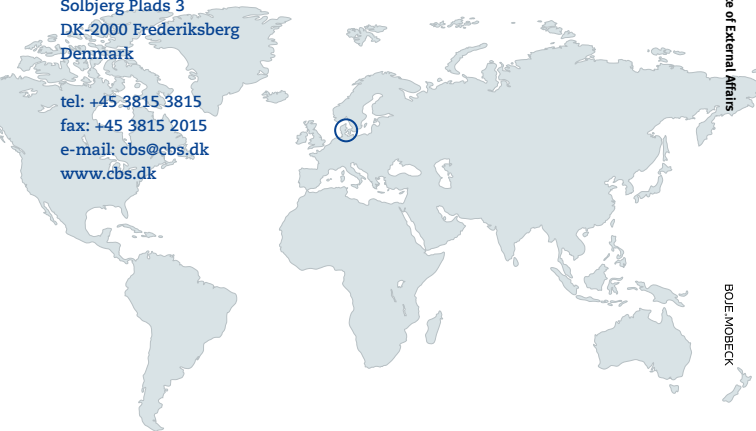 Solbjerg Plads 3
DK-2000 Frederiksberg
Denmark
tel: +45 3815 3815
fax: +45 3815 2015
e-mail: cbs@cbs.dk
www.cbs.dk
of External Affairs
BOJE.MOBECK